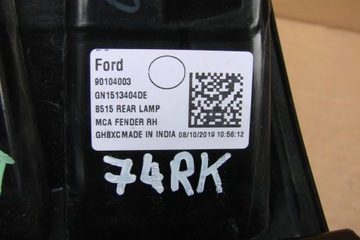 Ford
90104003
GN1513404DE
8515 REAR LAMP
MCA FENDER RH
GHBXC MADE IN INDIA 08/10/2019 10:56:12
74RK